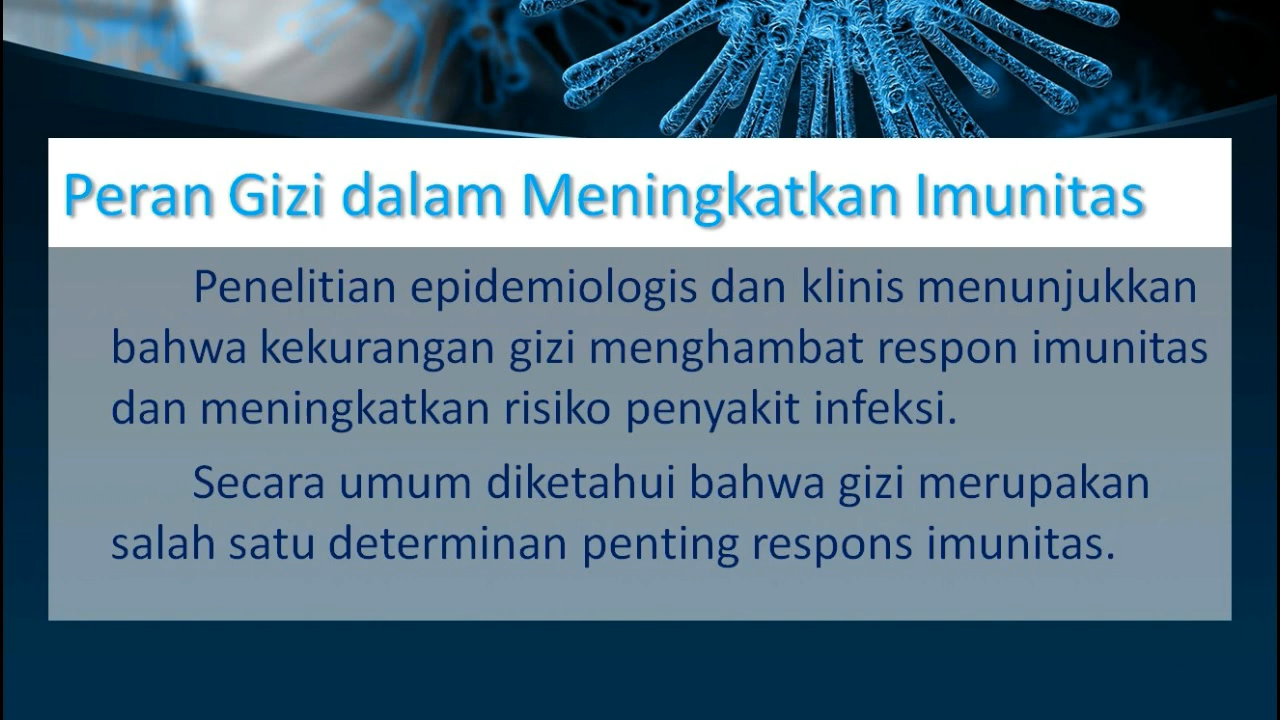 Peran Gizi dalam Meningkatkan Imunitas
Penelitian epidemiologis dan klinis menunjukkan
bahwa kekurangan gizi menghambat respon imunitas
dan meningkatkan risiko penyakit infeksi.
Secara umum diketahui bahwa gizi merupakan
salah satu determinan penting respons imunitas.